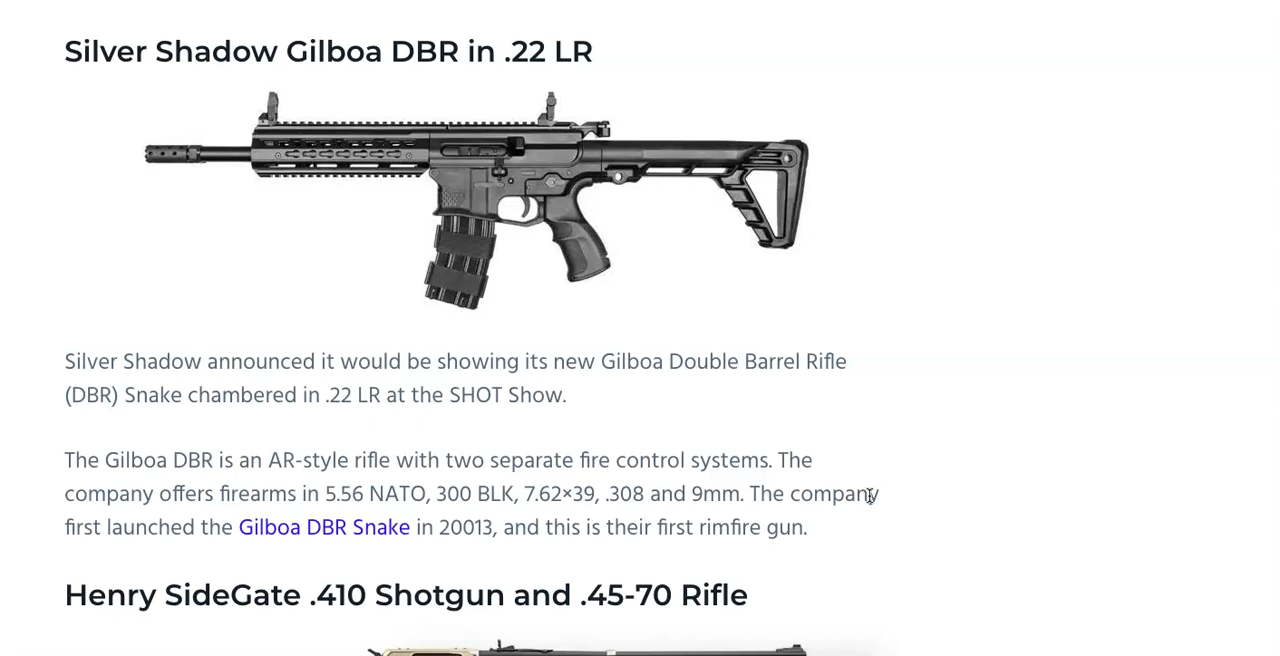 Silver Shadow Gilboa DBR in .22 LR
Silver Shadow announced it would be showing its new Gilboa Double Barrel Rifle
(DBR) Snake chambered in .22 LR at the SHOT Show.
The Gilboa DBR is an AR-style rifle with two separate fire control systems. The
company offers firearms in 5.56 NATO, 300 BLK, 7.62×39, .308 and 9mm. The company
first launched the Gilboa DBR Snake in 20013, and this is their first rimfire gun.
Henry SideGate .410 Shotgun and .45-70 Rifle